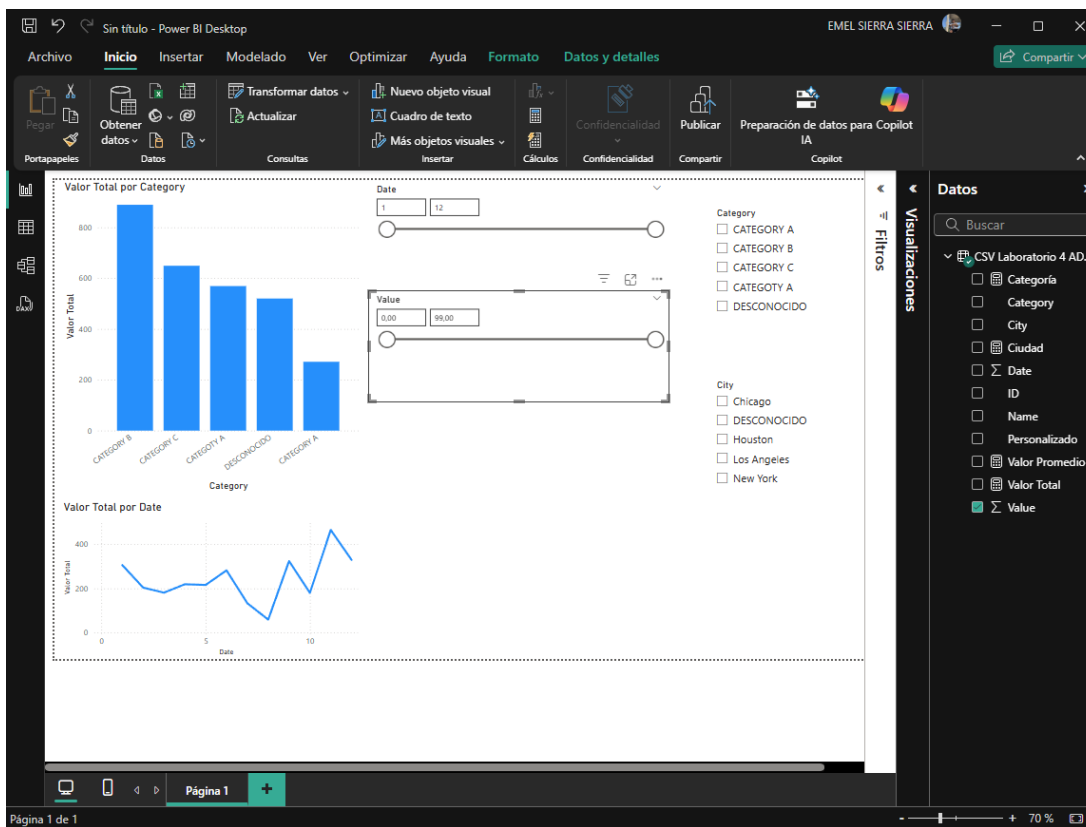 Sin título - Power BI Desktop
EMEL SIERRA SIERRA
Archivo Inicio Insertar Modelado Ver Optimizar Ayuda Formato Datos y detalles Compartir
Pegar
Portapapeles
Obtener datos
Datos
Transformar datos
Actualizar
Consultas
Nuevo objeto visual
Cuadro de texto
Más objetos visuales
Insertar
Cálculos
Confidencialidad
Confidencialidad
Publicar
Compartir
Preparación de datos para IA
Copilot
Copilot
Valor Total por Category
Valor Total
800
600
400
200
0
CATEGORY B
CATEGORY C
CATEGOTY A
DESCONOCIDO
CATEGORY A
Category
Valor Total por Date
Valor Total
400
200
0
0 5 10
Date
Date
1 12
Value
0,00 99,00
Category
CATEGORY A
CATEGORY B
CATEGORY C
CATEGOTY A
DESCONOCIDO
City
Chicago
DESCONOCIDO
Houston
Los Angeles
New York
Filtros
Visualizaciones
Datos
Buscar
CSV Laboratorio 4 AD.
Categoría
Category
City
Ciudad
Date
ID
Name
Personalizado
Valor Promedio
Valor Total
Value
Página 1
Página 1 de 1
70 %